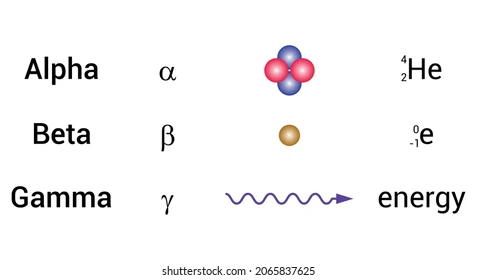 Alpha α ⁴₂He
Beta β ⁰₋₁e
Gamma γ energy
shutterstock.com · 2065837625